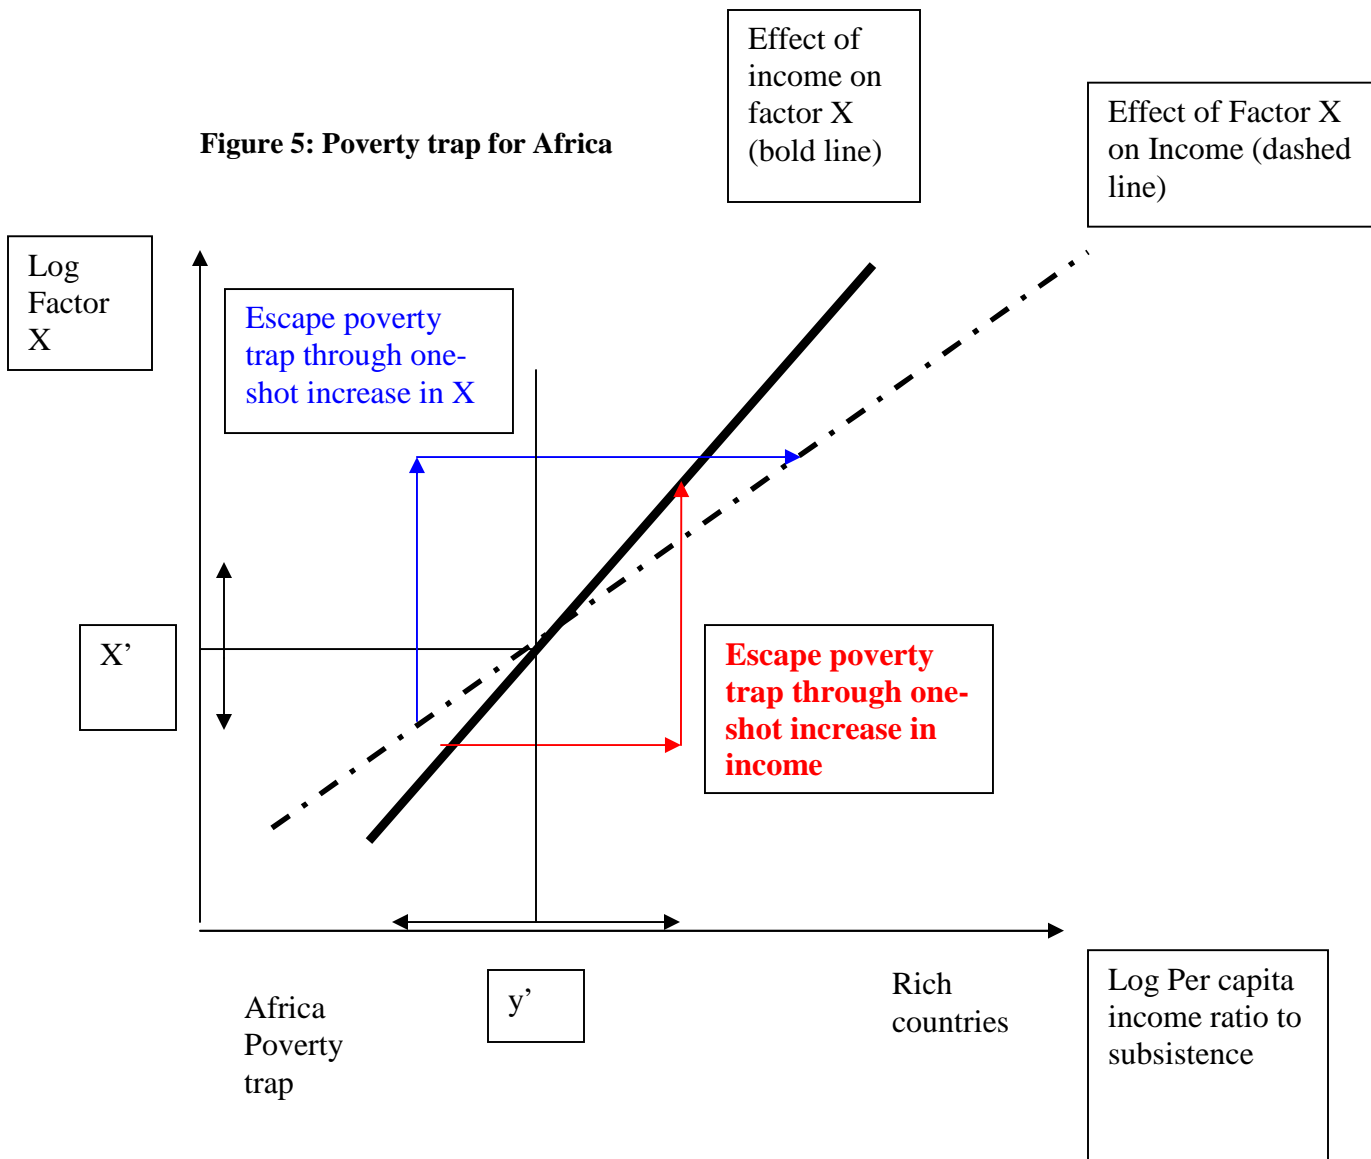 Effect of
income on
factor X
(bold line)
Effect of Factor X
on Income (dashed
line)
Figure 5: Poverty trap for Africa
Log
Factor
X
Escape poverty
trap through one-
shot increase in X
X’
Escape poverty
trap through one-
shot increase in
income
Africa
Poverty
trap
y’
Rich
countries
Log Per capita
income ratio to
subsistence